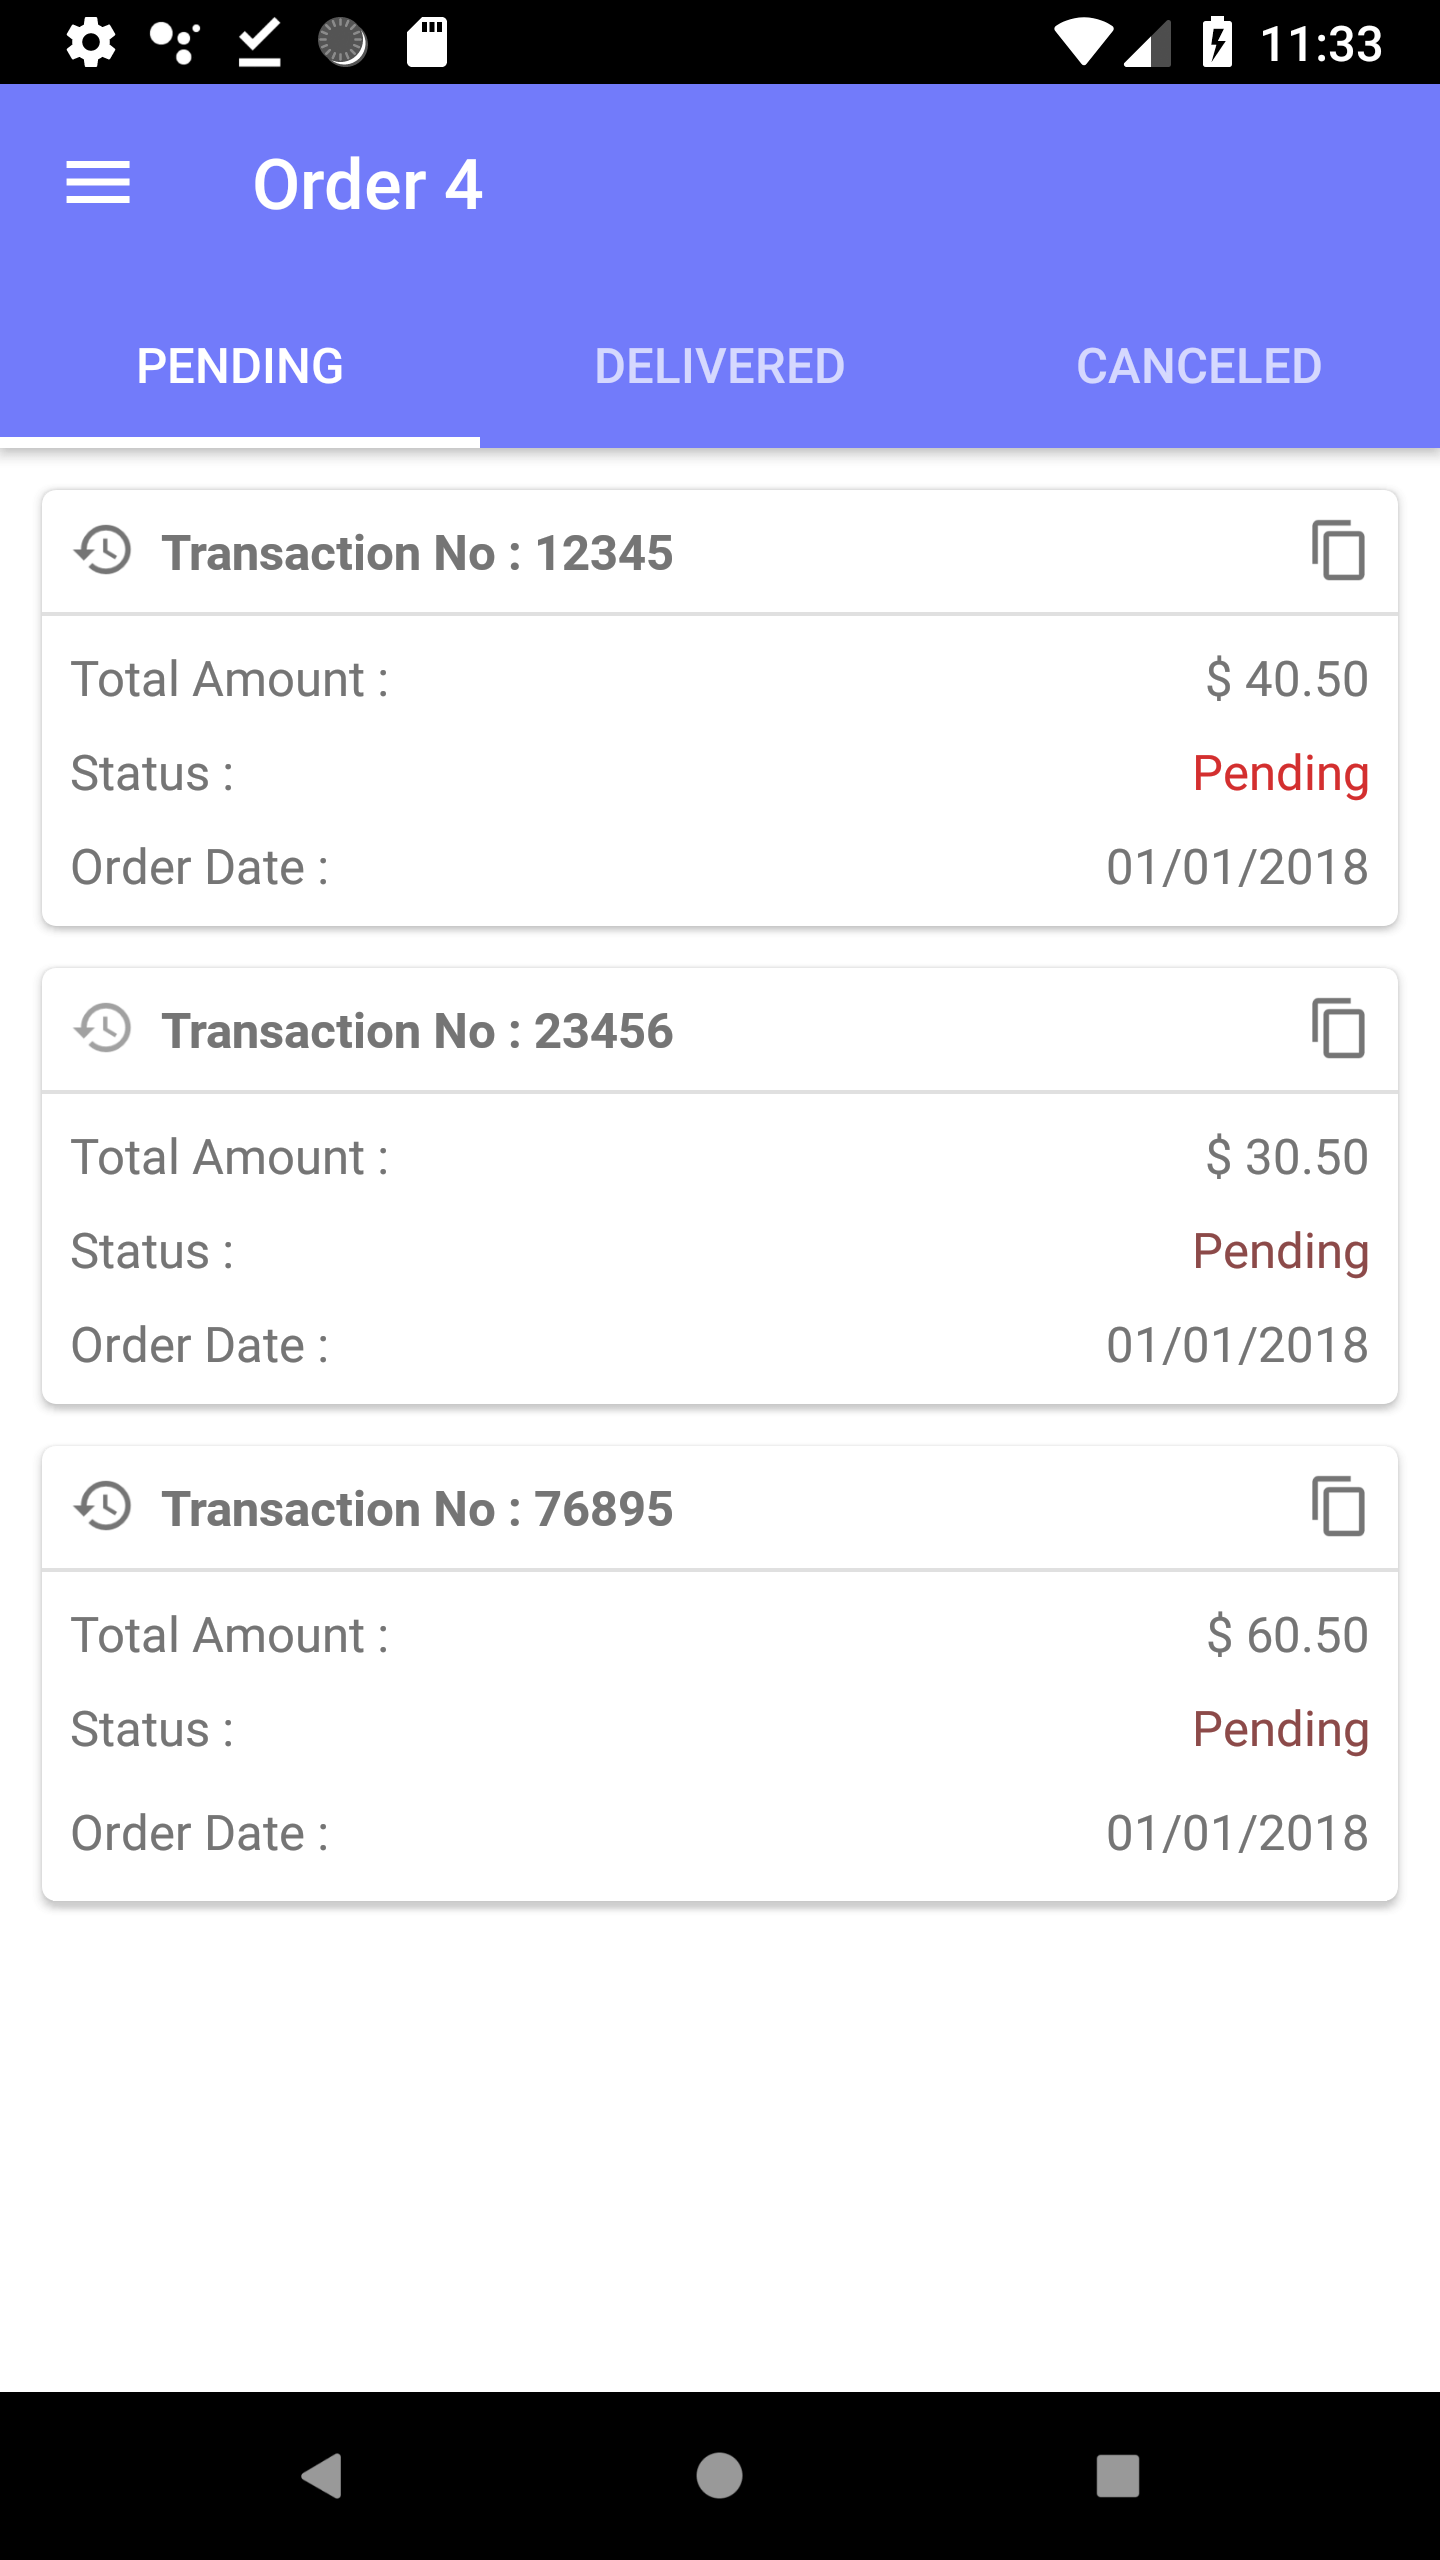 11:33
Order 4
PENDING DELIVERED CANCELED
Transaction No : 12345
Total Amount : $ 40.50
Status : Pending
Order Date : 01/01/2018
Transaction No : 23456
Total Amount : $ 30.50
Status : Pending
Order Date : 01/01/2018
Transaction No : 76895
Total Amount : $ 60.50
Status : Pending
Order Date : 01/01/2018